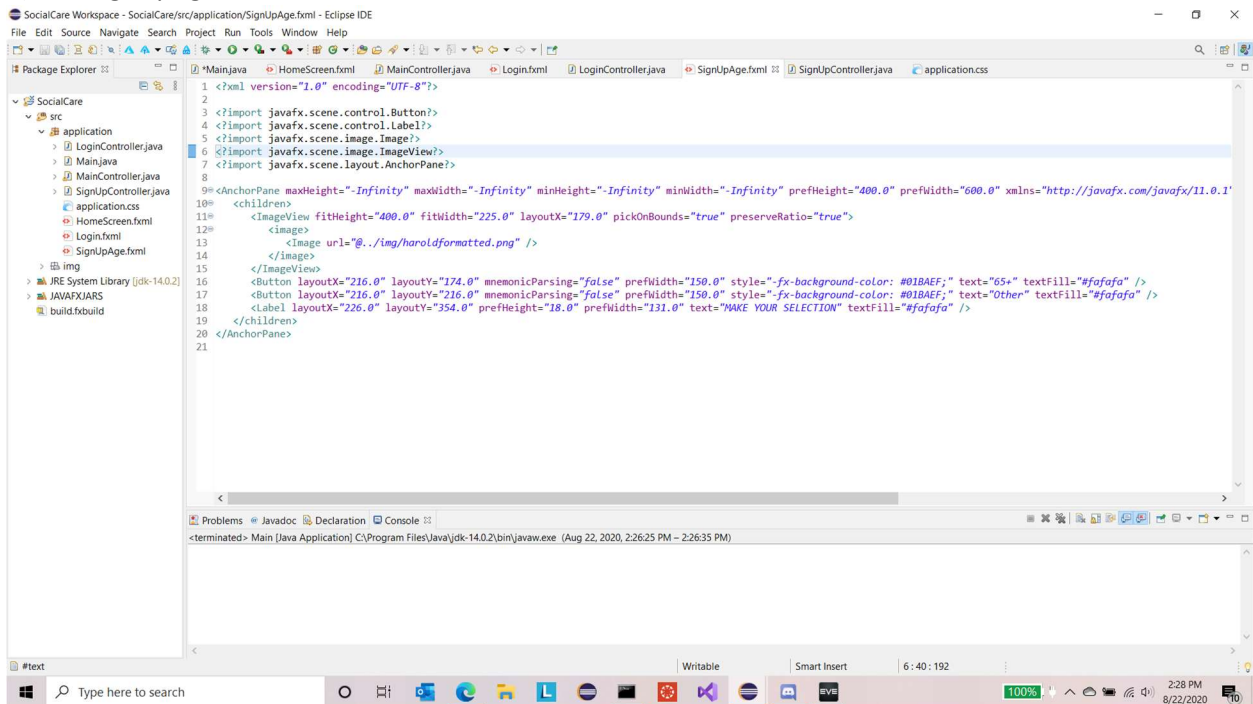 SocialCare Workspace - SocialCare/src/application/SignUpAge.fxml - Eclipse IDE
File Edit Source Navigate Search Project Run Tools Window Help
Package Explorer
*Main.java HomeScreen.fxml MainController.java Login.fxml LoginController.java SignUpAge.fxml SignUpController.java application.css
SocialCare
src
application
LoginController.java
Main.java
MainController.java
SignUpController.java
application.css
HomeScreen.fxml
Login.fxml
SignUpAge.fxml
img
JRE System Library [jdk-14.0.2]
JAVAFXJARS
build.fxbuild
1 <?xml version="1.0" encoding="UTF-8"?>
2
3 <?import javafx.scene.control.Button?>
4 <?import javafx.scene.control.Label?>
5 <?import javafx.scene.image.Image?>
6 <?import javafx.scene.image.ImageView?>
7 <?import javafx.scene.layout.AnchorPane?>
8
9 <AnchorPane maxHeight="-Infinity" maxWidth="-Infinity" minHeight="-Infinity" minWidth="-Infinity" prefHeight="400.0" prefWidth="600.0" xmlns="http://javafx.com/javafx/11.0.1"
10 <children>
11 <ImageView fitHeight="400.0" fitWidth="225.0" layoutX="179.0" pickOnBounds="true" preserveRatio="true">
12 <image>
13 <Image url="@../img/haroldformatted.png" />
14 </image>
15 </ImageView>
16 <Button layoutX="216.0" layoutY="174.0" mnemonicParsing="false" prefWidth="150.0" style="-fx-background-color: #01BAEF;" text="65+" textFill="#fafafa" />
17 <Button layoutX="216.0" layoutY="216.0" mnemonicParsing="false" prefWidth="150.0" style="-fx-background-color: #01BAEF;" text="Other" textFill="#fafafa" />
18 <Label layoutX="226.0" layoutY="354.0" prefHeight="18.0" prefWidth="131.0" text="MAKE YOUR SELECTION" textFill="#fafafa" />
19 </children>
20 </AnchorPane>
21
Problems Javadoc Declaration Console
<terminated> Main [Java Application] C:\Program Files\Java\jdk-14.0.2\bin\javaw.exe (Aug 22, 2020, 2:26:25 PM – 2:26:35 PM)
#text Writable Smart Insert 6 : 40 : 192
Type here to search L EVE 100% 2:28 PM
8/22/2020 10